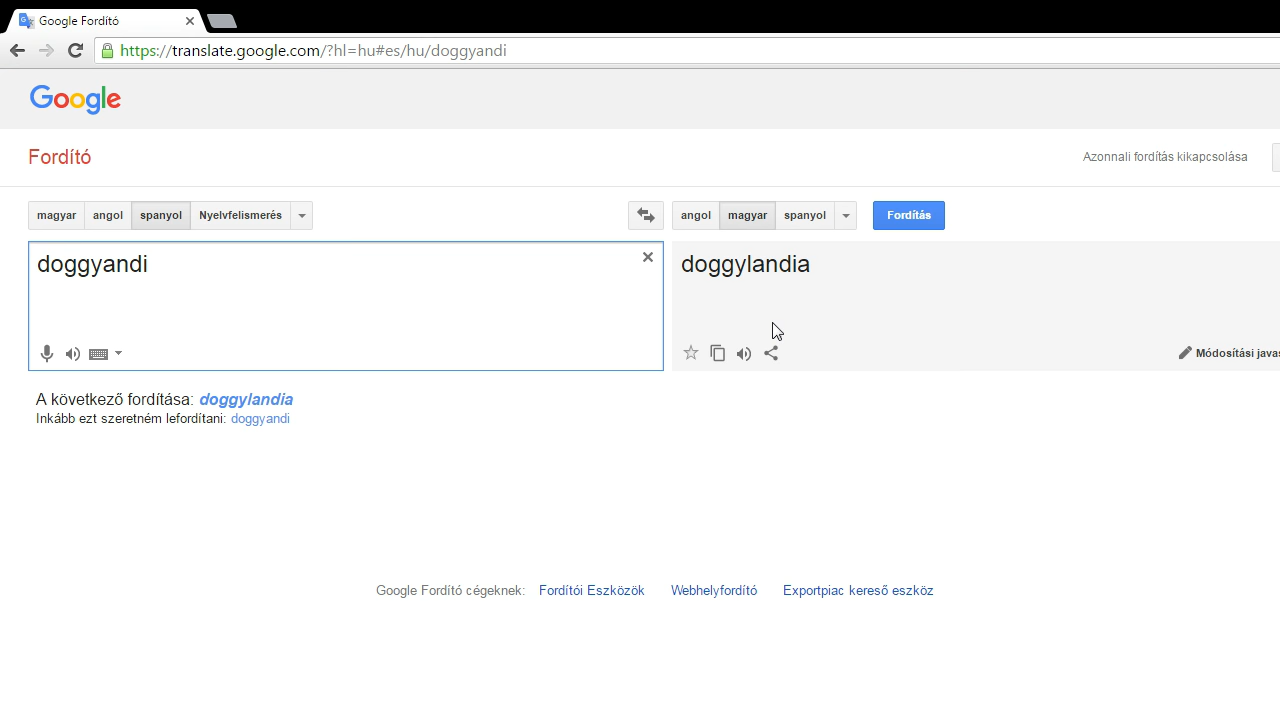 Google Fordító
https://translate.google.com/?hl=hu#es/hu/doggyandi
Google
Fordító
Azonnali fordítás kikapcsolása
magyar angol spanyol Nyelvfelismerés
angol magyar spanyol Fordítás
doggyandi
doggylandia
Módosítási javas
A következő fordítása: doggylandia
Inkább ezt szeretném lefordítani: doggyandi
Google Fordító cégeknek: Fordítói Eszközök Webhelyfordító Exportpiac kereső eszköz